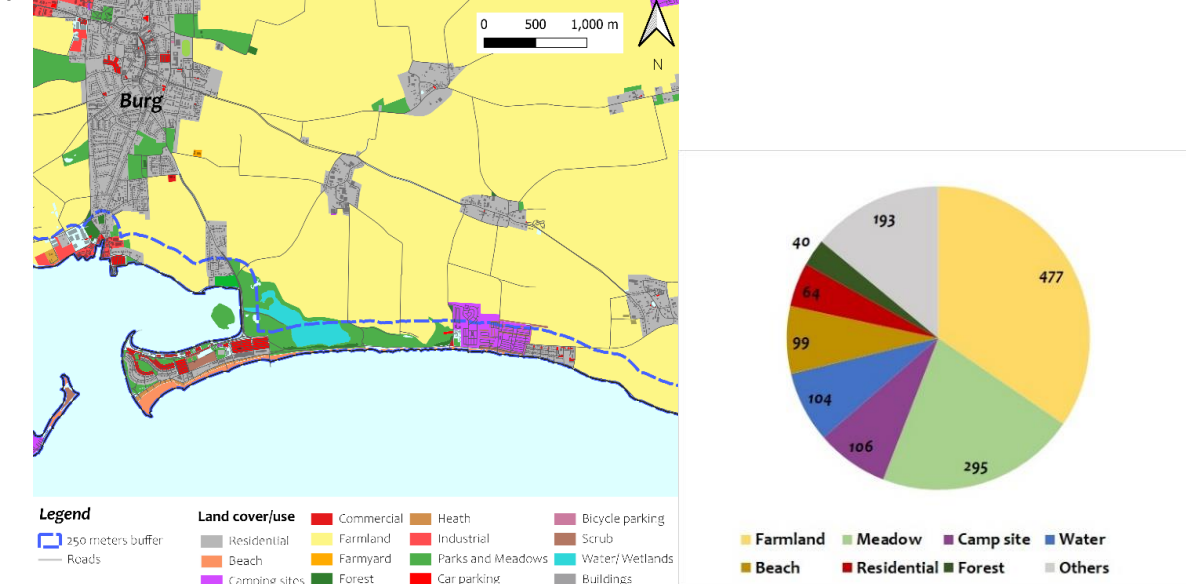 0 500 1,000 m
N
Burg
193
40
477
64
99
104
106
295
Legend
250 meters buffer
Roads
Land cover/use
Residential
Beach
Camping sites
Commercial
Farmland
Farmyard
Forest
Heath
Industrial
Parks and Meadows
Car parking
Bicycle parking
Scrub
Water/Wetlands
Buildings
Farmland Meadow Camp site Water
Beach Residential Forest Others